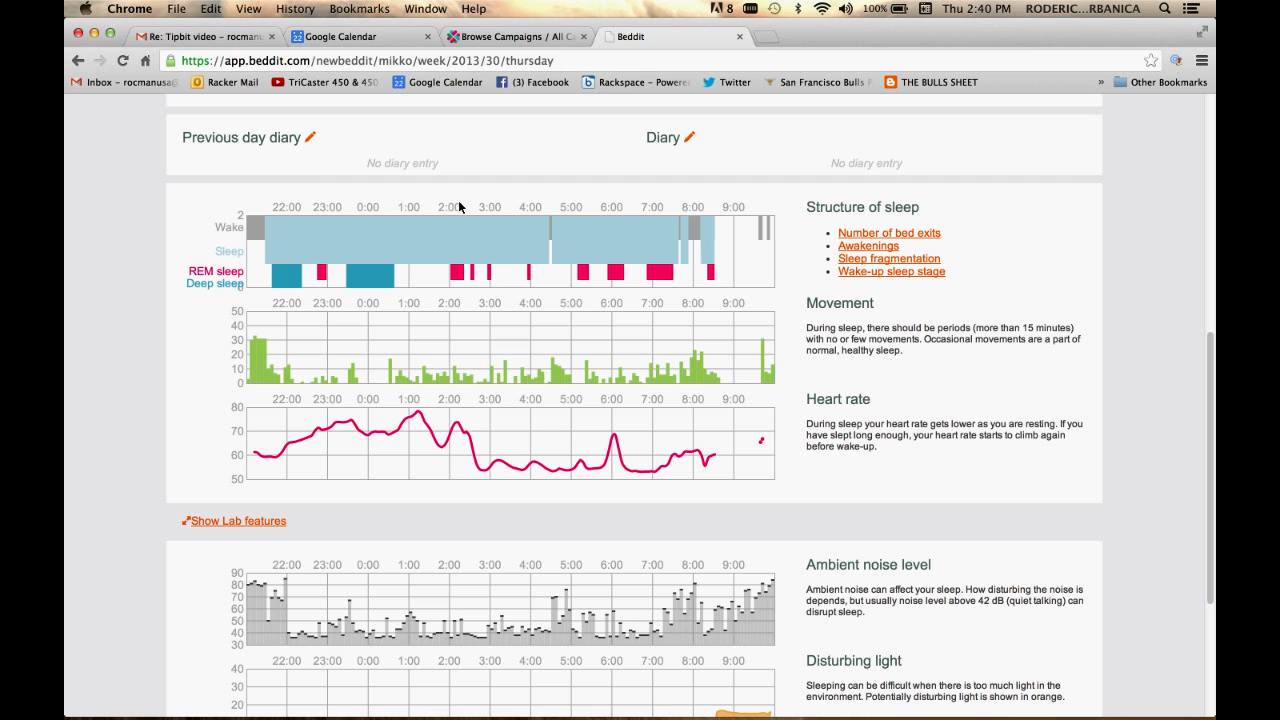 Chrome File Edit View History Bookmarks Window Help 8 100% Thu 2:40 PM RODERIC...RBANICA
Re: Tipbit video – rocmanu Google Calendar Browse Campaigns / All C Beddit
https://app.beddit.com/newbeddit/mikko/week/2013/30/thursday
Inbox – rocmanusa@ Racker Mail TriCaster 450 & 450 Google Calendar (3) Facebook Rackspace – Powere Twitter San Francisco Bulls THE BULLS SHEET » Other Bookmarks
Previous day diary Diary
No diary entry No diary entry
22:00 23:00 0:00 1:00 2:00 3:00 4:00 5:00 6:00 7:00 8:00 9:00
2
Wake
Sleep
REM sleep
Deep sleep
Structure of sleep
• Number of bed exits
• Awakenings
• Sleep fragmentation
• Wake-up sleep stage
22:00 23:00 0:00 1:00 2:00 3:00 4:00 5:00 6:00 7:00 8:00 9:00
50
40
30
20
10
0
Movement
During sleep, there should be periods (more than 15 minutes)
with no or few movements. Occasional movements are a part of
normal, healthy sleep.
22:00 23:00 0:00 1:00 2:00 3:00 4:00 5:00 6:00 7:00 8:00 9:00
80
70
60
50
Heart rate
During sleep your heart rate gets lower as you are resting. If you
have slept long enough, your heart rate starts to climb again
before wake-up.
Show Lab features
22:00 23:00 0:00 1:00 2:00 3:00 4:00 5:00 6:00 7:00 8:00 9:00
90
80
70
60
50
40
30
Ambient noise level
Ambient noise can affect your sleep. How disturbing the noise is
depends, but usually noise level above 42 dB (quiet talking) can
disrupt sleep.
22:00 23:00 0:00 1:00 2:00 3:00 4:00 5:00 6:00 7:00 8:00 9:00
40
30
20
Disturbing light
Sleeping can be difficult when there is too much light in the
environment. Potentially disturbing light is shown in orange.